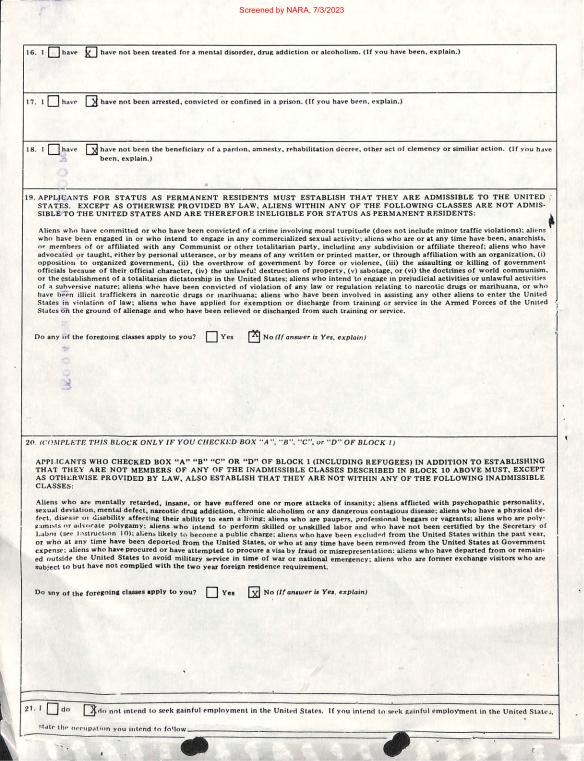 Screened by NARA, 7/3/2023
16. I have X have not been treated for a mental disorder, drug addiction or alcoholism. (If you have been, explain.)
17. I have X have not been arrested, convicted or confined in a prison. (If you have been, explain.)
18. I have X have not been the beneficiary of a pardon, amnesty, rehabilitation decree, other act of clemency or similiar action. (If you have
been, explain.)
19. APPLICANTS FOR STATUS AS PERMANENT RESIDENTS MUST ESTABLISH THAT THEY ARE ADMISSIBLE TO THE UNITED
STATES. EXCEPT AS OTHERWISE PROVIDED BY LAW, ALIENS WITHIN ANY OF THE FOLLOWING CLASSES ARE NOT ADMIS-
SIBLE TO THE UNITED STATES AND ARE THEREFORE INELIGIBLE FOR STATUS AS PERMANENT RESIDENTS:
Aliens who have committed or who have been convicted of a crime involving moral turpitude (does not include minor traffic violations); aliens
who have been engaged in or who intend to engage in any commercialized sexual activity; aliens who are or at any time have been, anarchists,
or members of or affiliated with any Communist or other totalitarian party, including any subdivision or affiliate thereof; aliens who have
advocated or taught, either by personal utterance, or by means of any written or printed matter, or through affiliation with an organization, (i)
opposition to organized government, (ii) the overthrow of government by force or violence, (iii) the assaulting or killing of government
officials because of their official character, (iv) the unlawful destruction of property, (v) sabotage, or (vi) the doctrines of world communism,
or the establishment of a totalitarian dictatorship in the United States; aliens who intend to engage in prejudicial activities or unlawful activities
of a subversive nature; aliens who have been convicted of violation of any law or regulation relating to narcotic drugs or marihuana, or who
have been illicit traffickers in narcotic drugs or marihuana; aliens who have been involved in assisting any other aliens to enter the United
States in violation of law; aliens who have applied for exemption or discharge from training or service in the Armed Forces of the United
States on the ground of alienage and who have been relieved or discharged from such training or service.
Do any of the foregoing classes apply to you? Yes X No (If answer is Yes, explain)
20. (COMPLETE THIS BLOCK ONLY IF YOU CHECKED BOX "A", "B", "C", or "D" OF BLOCK 1)
APPLICANTS WHO CHECKED BOX "A" "B" "C" OR "D" OF BLOCK 1 (INCLUDING REFUGEES) IN ADDITION TO ESTABLISHING
THAT THEY ARE NOT MEMBERS OF ANY OF THE INADMISSIBLE CLASSES DESCRIBED IN BLOCK 10 ABOVE MUST, EXCEPT
AS OTHERWISE PROVIDED BY LAW, ALSO ESTABLISH THAT THEY ARE NOT WITHIN ANY OF THE FOLLOWING INADMISSIBLE
CLASSES:
Aliens who are mentally retarded, insane, or have suffered one or more attacks of insanity; aliens afflicted with psychopathic personality,
sexual deviation, mental defect, narcotic drug addiction, chronic alcoholism or any dangerous contagious disease; aliens who have a physical de-
fect, disease or disability affecting their ability to earn a living; aliens who are paupers, professional beggars or vagrants; aliens who are poly-
gamists or advocate polygamy; aliens who intend to perform skilled or unskilled labor and who have not been certified by the Secretary of
Labor (see Instruction 10); aliens likely to become a public charge; aliens who have been excluded from the United States within the past year,
or who at any time have been deported from the United States, or who at any time have been removed from the United States at Government
expense; aliens who have procured or have attempted to procure a visa by fraud or misrepresentation; aliens who have departed from or remain-
ed outside the United States to avoid military service in time of war or national emergency; aliens who are former exchange visitors who are
subject to but have not complied with the two year foreign residence requirement.
Do any of the foregoing classes apply to you? Yes X No (If answer is Yes, explain)
21. I do X do not intend to seek gainful employment in the United States. If you intend to seek gainful employment in the United States,
state the occupation you intend to follow